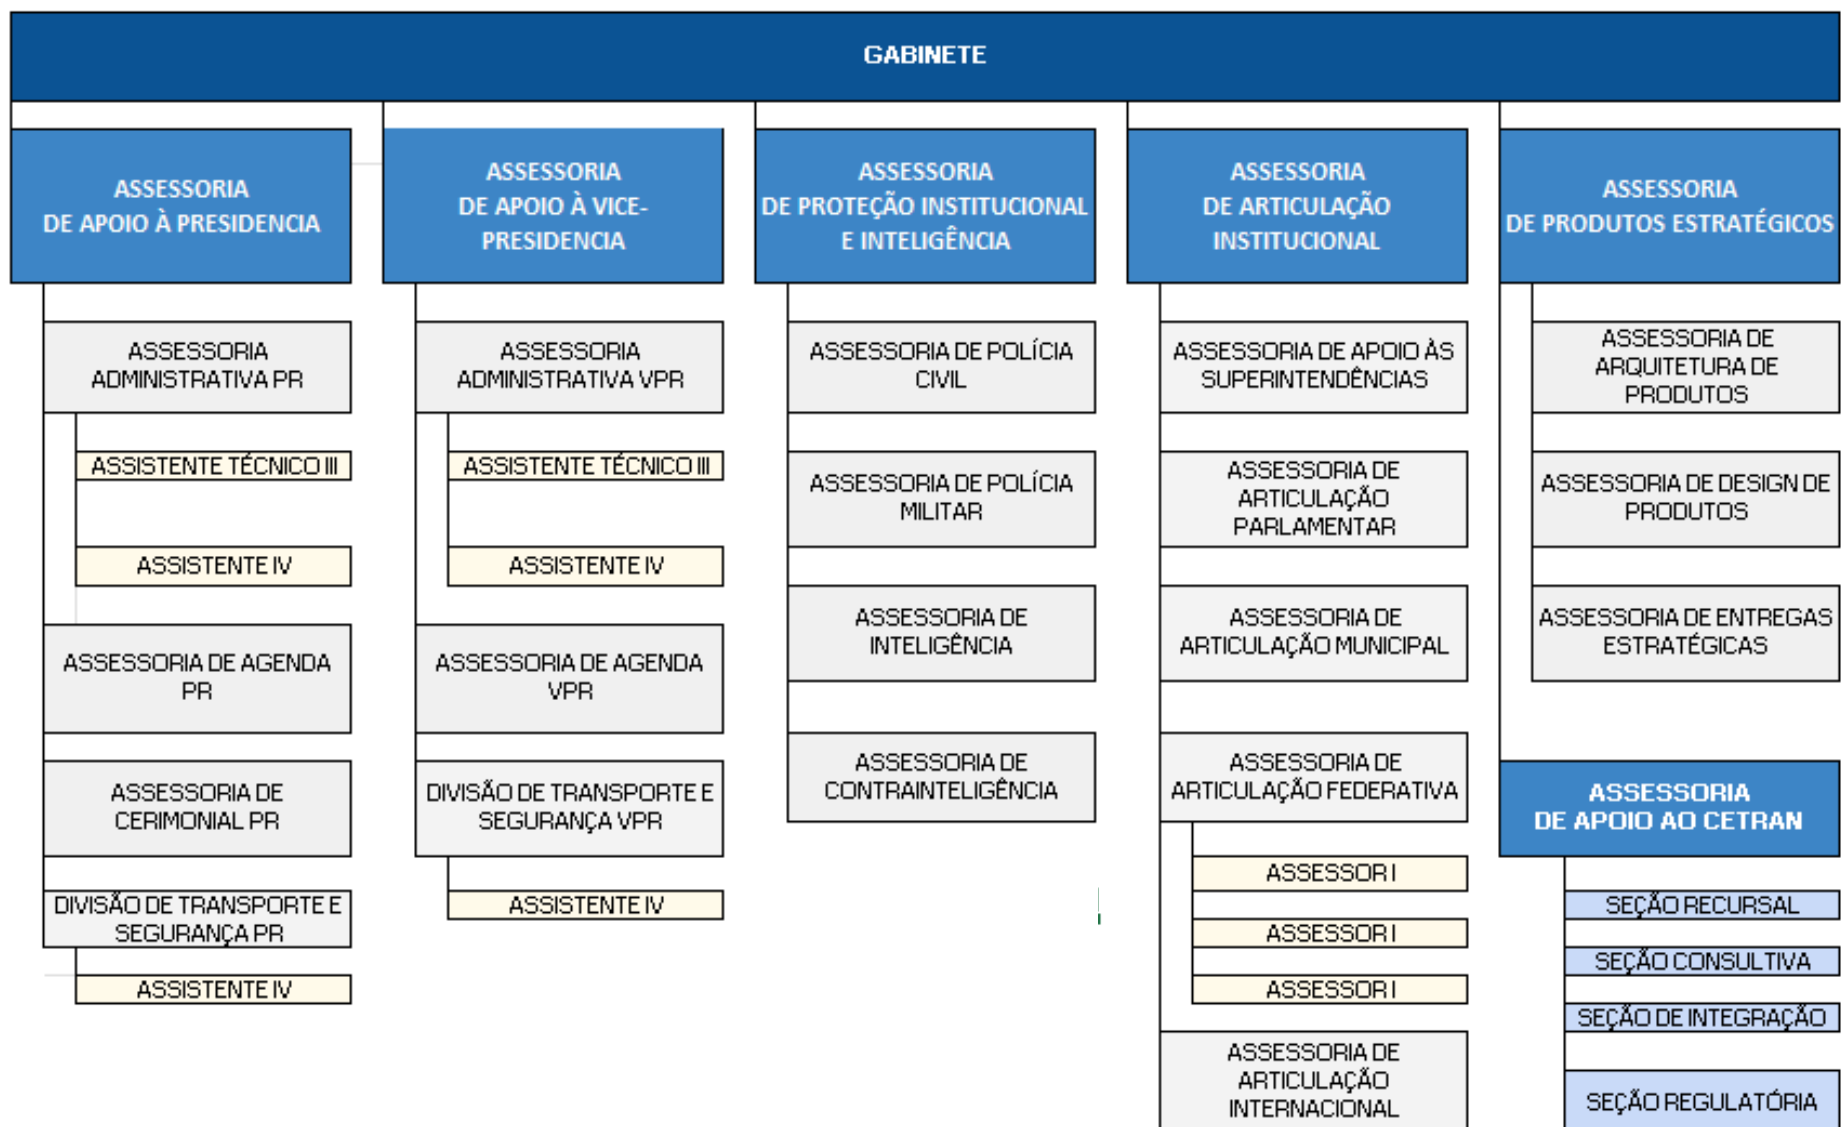 GABINETE
ASSESSORIA
DE APOIO À PRESIDENCIA
ASSESSORIA
ADMINISTRATIVA PR
ASSISTENTE TÉCNICO III
ASSISTENTE IV
ASSESSORIA DE AGENDA
PR
ASSESSORIA DE
CERIMONIAL PR
DIVISÃO DE TRANSPORTE E
SEGURANÇA PR
ASSISTENTE IV
ASSESSORIA
DE APOIO À VICE-
PRESIDENCIA
ASSESSORIA
ADMINISTRATIVA VPR
ASSISTENTE TÉCNICO III
ASSISTENTE IV
ASSESSORIA DE AGENDA
VPR
DIVISÃO DE TRANSPORTE E
SEGURANÇA VPR
ASSISTENTE IV
ASSESSORIA
DE PROTEÇÃO INSTITUCIONAL
E INTELIGÊNCIA
ASSESSORIA DE POLÍCIA
CIVIL
ASSESSORIA DE POLÍCIA
MILITAR
ASSESSORIA DE
INTELIGÊNCIA
ASSESSORIA DE
CONTRAINTELIGÊNCIA
ASSESSORIA
DE ARTICULAÇÃO
INSTITUCIONAL
ASSESSORIA DE APOIO ÀS
SUPERINTENDÊNCIAS
ASSESSORIA DE
ARTICULAÇÃO
PARLAMENTAR
ASSESSORIA DE
ARTICULAÇÃO MUNICIPAL
ASSESSORIA DE
ARTICULAÇÃO FEDERATIVA
ASSESSOR I
ASSESSOR I
ASSESSOR I
ASSESSORIA DE
ARTICULAÇÃO
INTERNACIONAL
ASSESSORIA
DE PRODUTOS ESTRATÉGICOS
ASSESSORIA DE
ARQUITETURA DE
PRODUTOS
ASSESSORIA DE DESIGN DE
PRODUTOS
ASSESSORIA DE ENTREGAS
ESTRATÉGICAS
ASSESSORIA
DE APOIO AO CETRAN
SEÇÃO RECURSAL
SEÇÃO CONSULTIVA
SEÇÃO DE INTEGRAÇÃO
SEÇÃO REGULATÓRIA